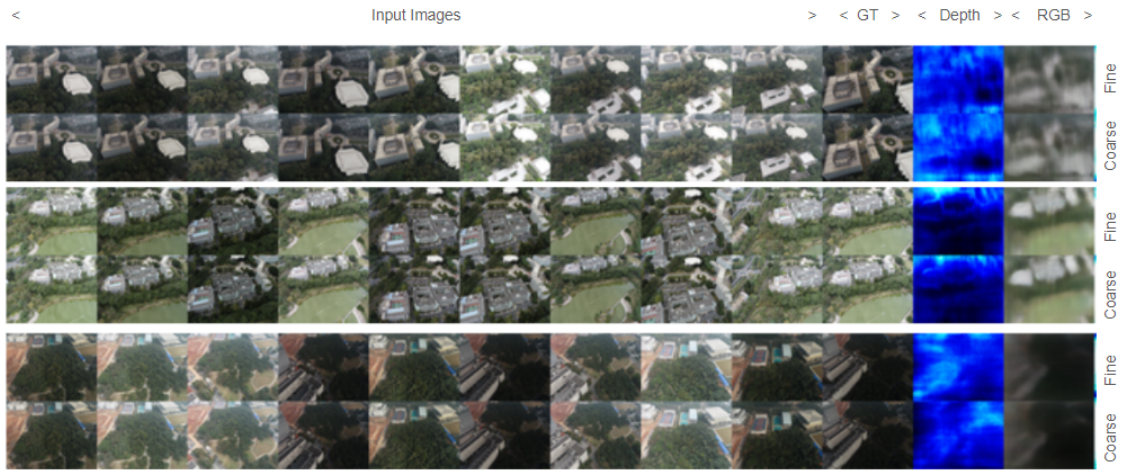 < Input Images > < GT > < Depth > < RGB >
Fine
Coarse
Fine
Coarse
Fine
Coarse